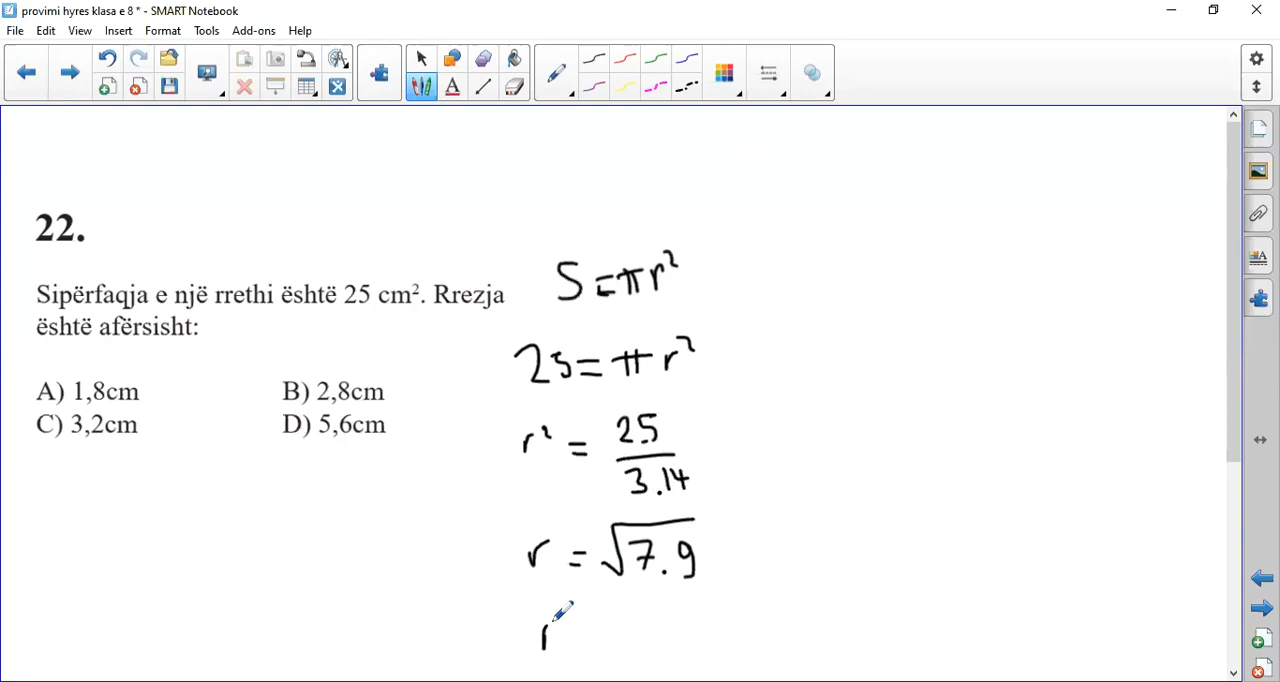 provimi hyres klasa e 8 * - SMART Notebook
File Edit View Insert Format Tools Add-ons Help
22.
Sipërfaqja e një rrethi është 25 cm². Rrezja
është afërsisht:
A) 1,8cm B) 2,8cm
C) 3,2cm D) 5,6cm
S = πr²
25 = πr²
r² = 25/3.14
r = √7.9
r